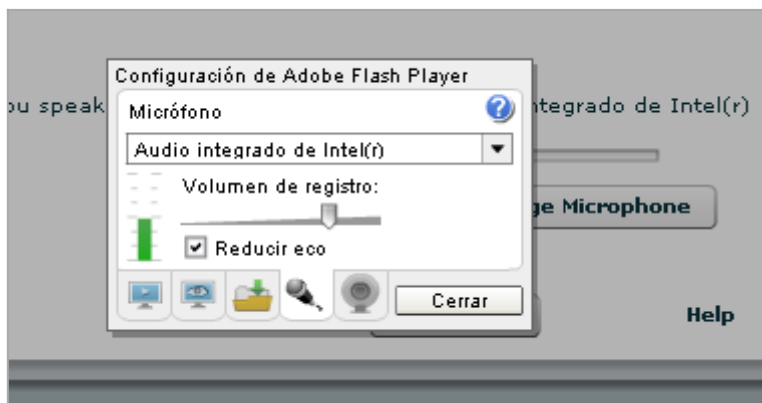 Configuración de Adobe Flash Player
ou speak
Micrófono
ntegrado de Intel(r)
Audio integrado de Intel(r)
Volumen de registro:
ge Microphone
Reducir eco
Cerrar
Help